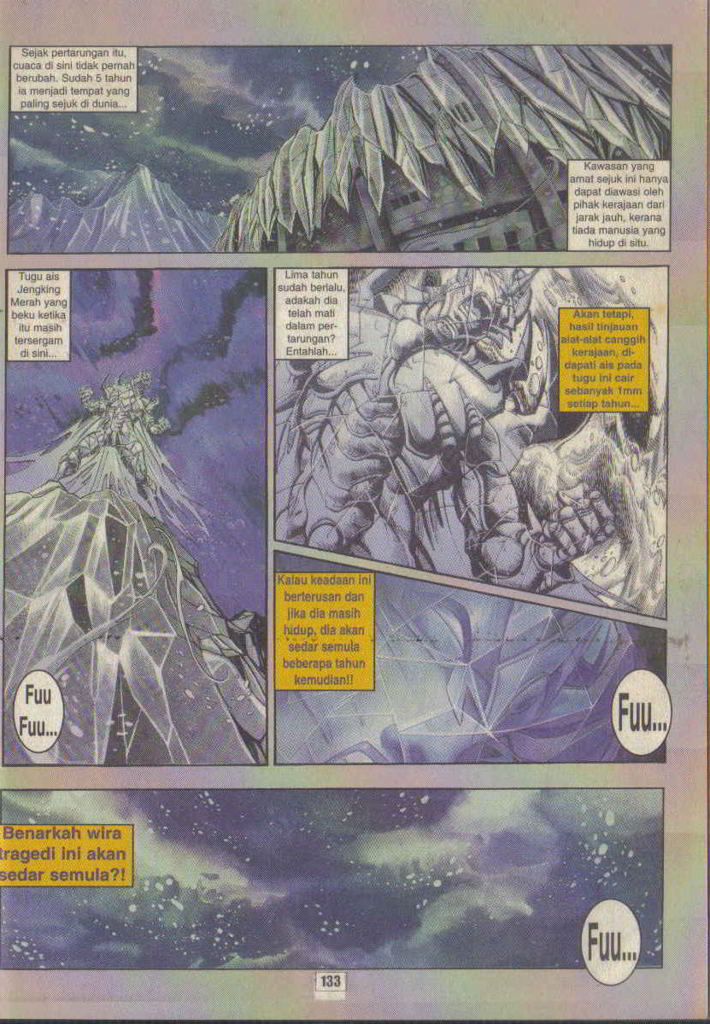 Sejak pertarungan itu,
cuaca di sini tidak pernah
berubah. Sudah 5 tahun
ia menjadi tempat yang
paling sejuk di dunia...
Kawasan yang
amat sejuk ini hanya
dapat diawasi oleh
pihak kerajaan dari
jarak jauh, kerana
tiada manusia yang
hidup di situ.
Tugu ais
Jengking
Merah yang
beku ketika
itu masih
tersergam
di sini...
Lima tahun
sudah berlalu,
adakah dia
telah mati
dalam per-
tarungan?
Entahlah...
Akan tetapi,
hasil tinjauan
alat-alat canggih
kerajaan, di-
dapati ais pada
tugu ini cair
sebanyak 1mm
setiap tahun...
Kalau keadaan ini
berterusan dan
jika dia masih
hidup, dia akan
sedar semula
beberapa tahun
kemudian!!
Fuu
Fuu...
Fuu...
Benarkah wira
tragedi ini akan
sedar semula?!
Fuu...
133